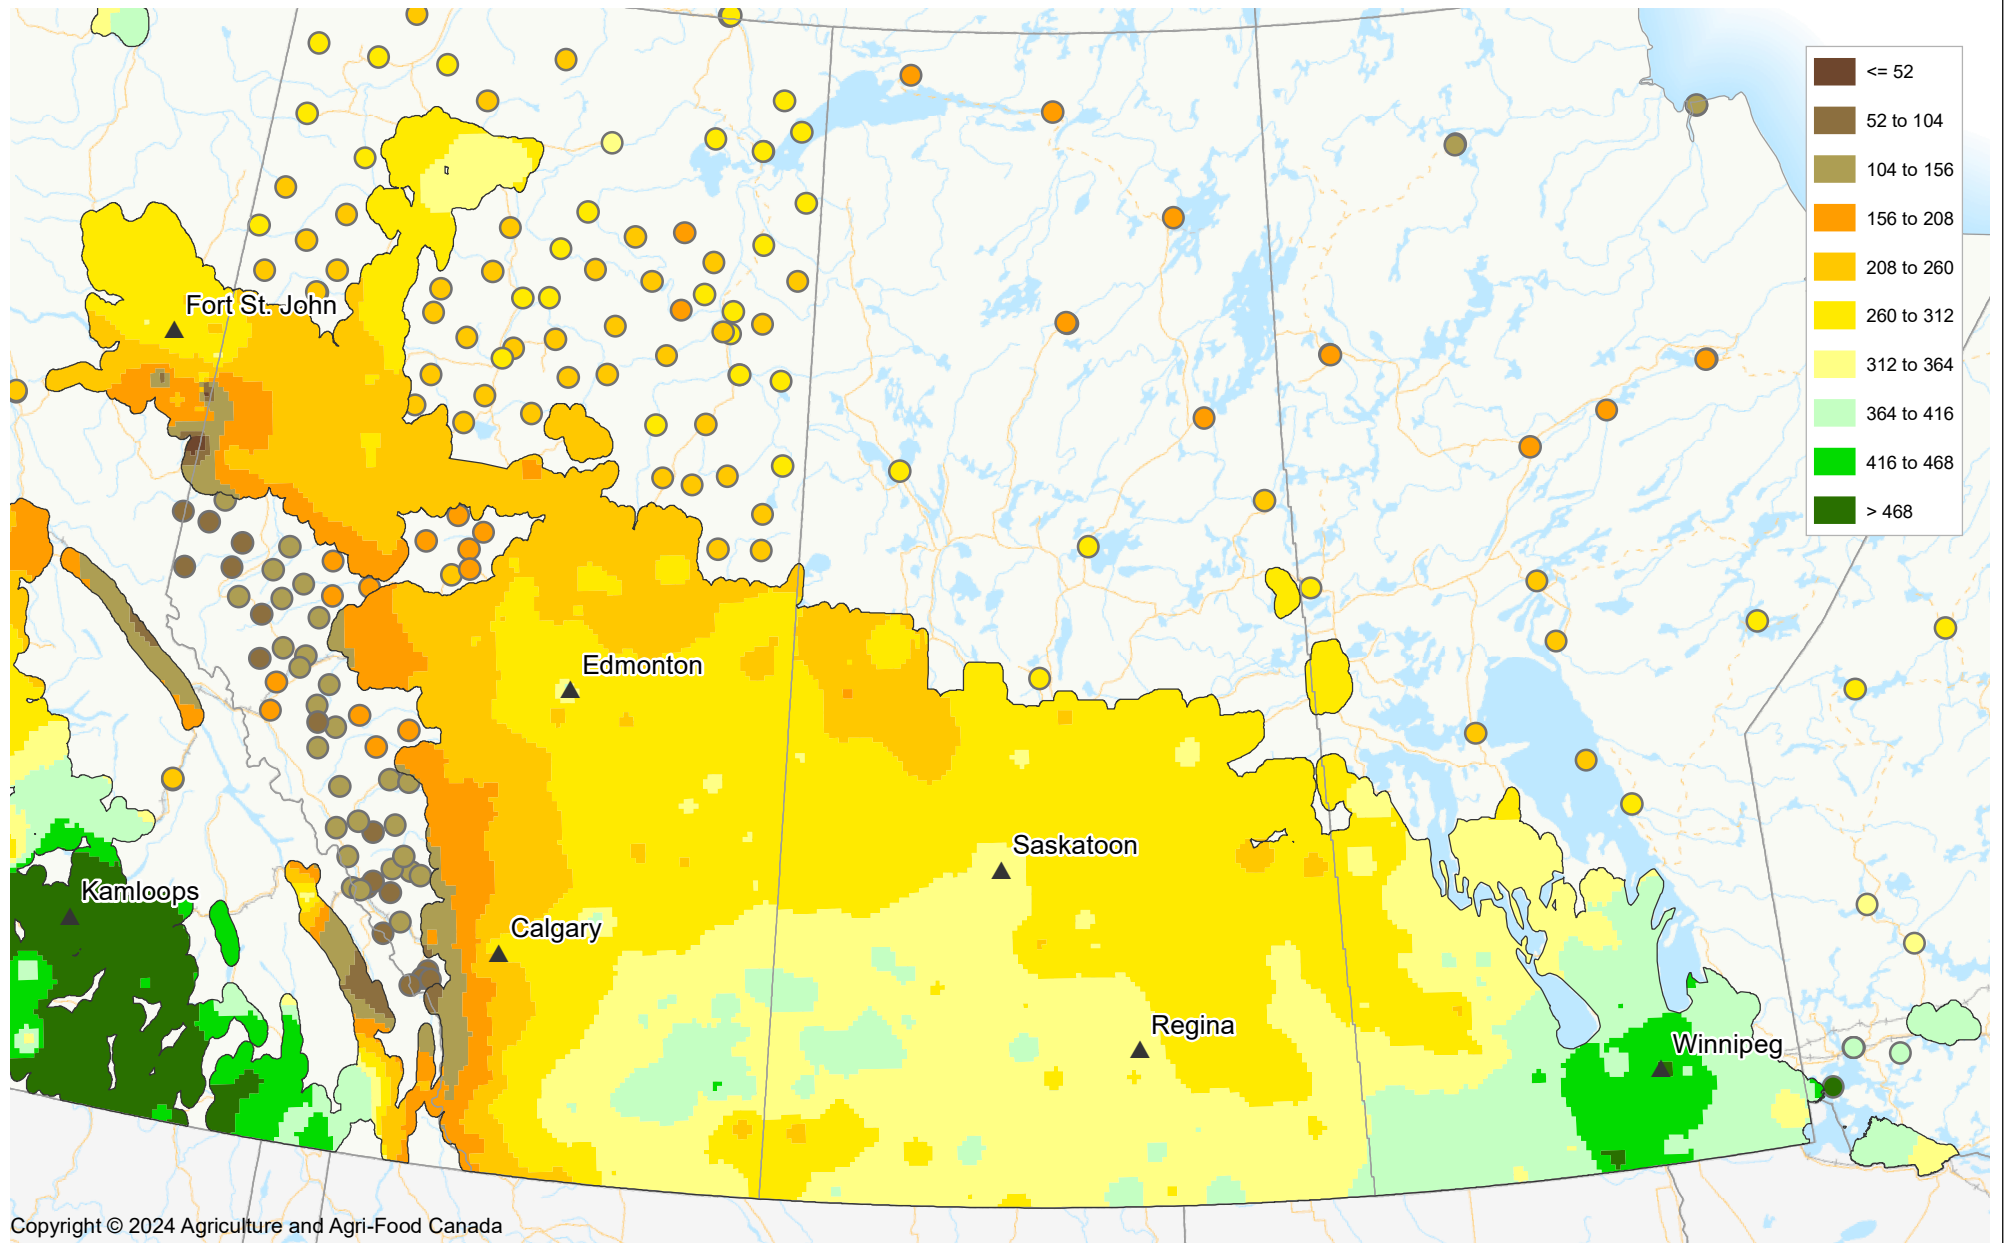 <= 52
52 to 104
104 to 156
156 to 208
208 to 260
260 to 312
312 to 364
364 to 416
416 to 468
> 468
Fort St. John
Edmonton
Saskatoon
Kamloops
Calgary
Regina
Winnipeg
Copyright © 2024 Agriculture and Agri-Food Canada